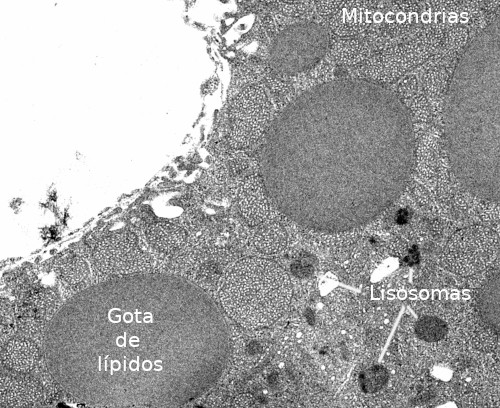 Mitocondrias
Lisosomas
Gota
de
lípidos